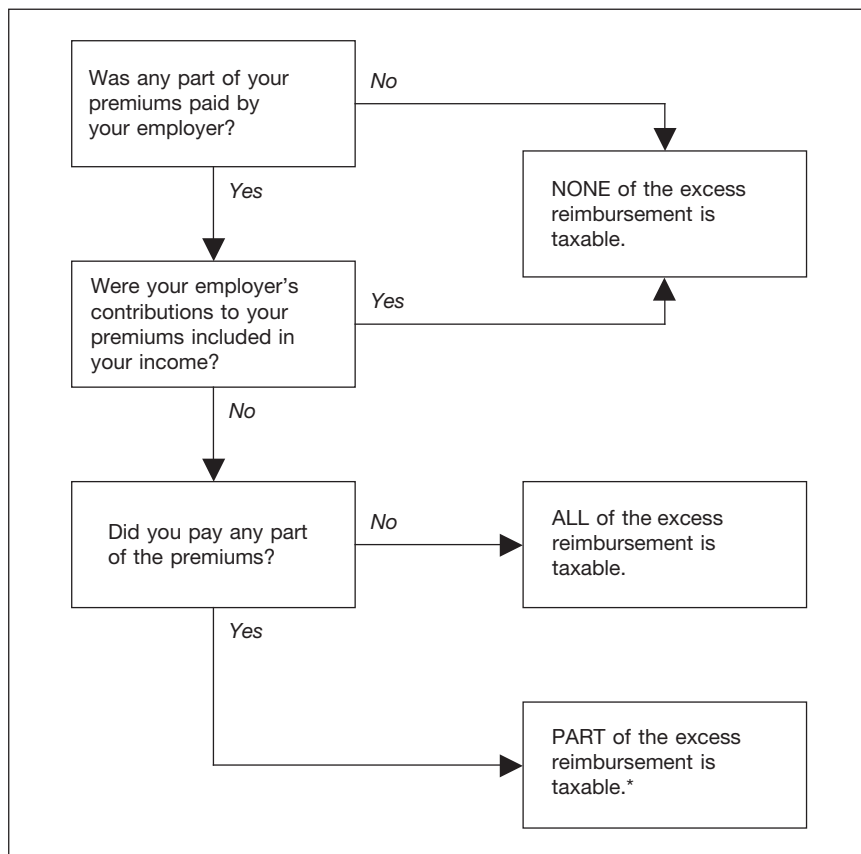 Was any part of your
premiums paid by
your employer?
No
Yes
NONE of the excess
reimbursement is
taxable.
Were your employer’s
contributions to your
premiums included in
your income?
Yes
No
Did you pay any part
of the premiums?
No
ALL of the excess
reimbursement is
taxable.
Yes
PART of the excess
reimbursement is
taxable.*